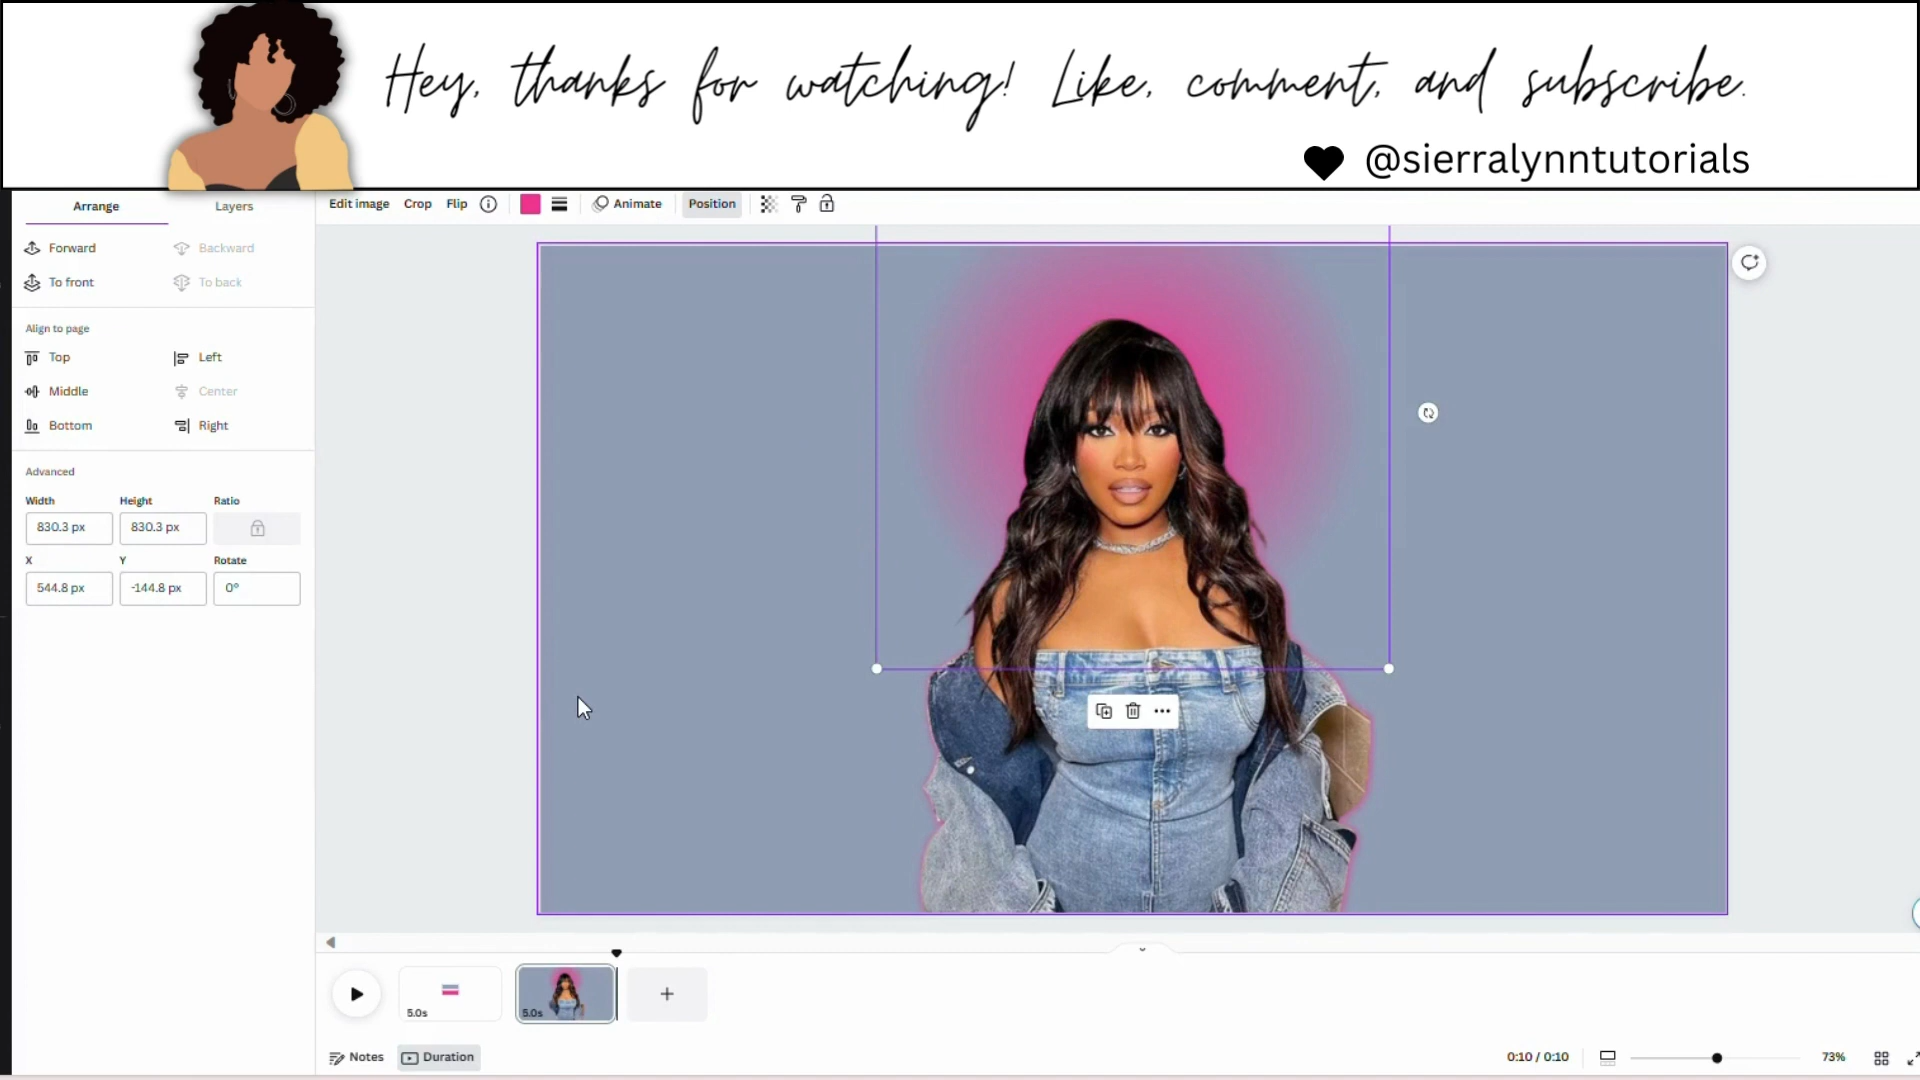 Hey, thanks for watching! Like, comment, and subscribe.
@sierralynntutorials
Arrange Layers
Edit image Crop Flip Animate Position
Forward Backward
To front To back
Align to page
Top Left
Middle Center
Bottom Right
Advanced
Width Height Ratio
830.3 px 830.3 px
X Y Rotate
544.8 px -144.8 px 0°
5.0s 5.0s
Notes Duration 0:10 / 0:10 73%